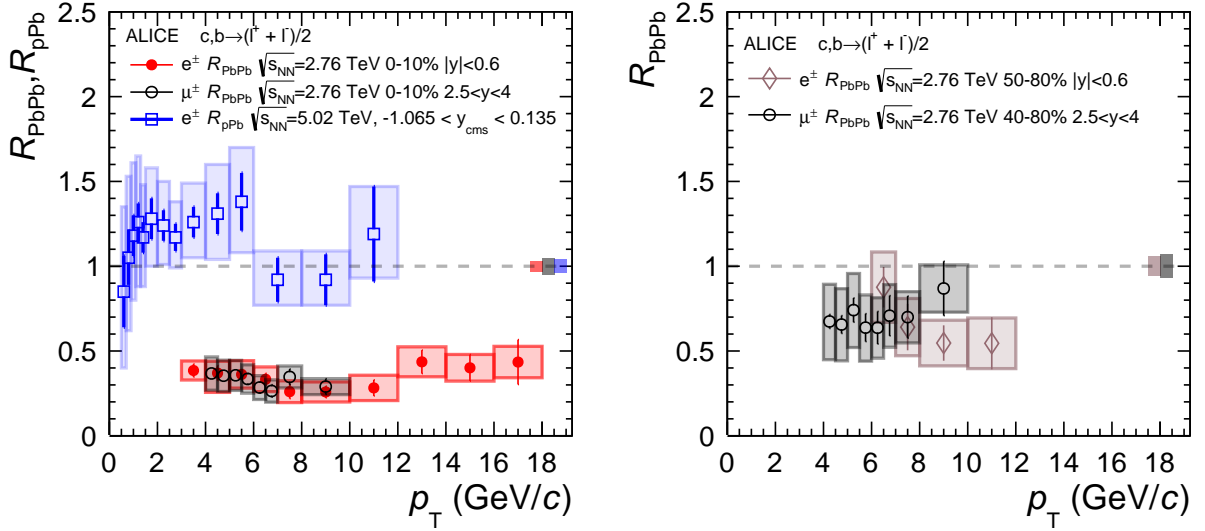 R_PbPb, R_pPb
2.5
2
1.5
1
0.5
0
ALICE c,b→(l⁺ + l⁻)/2
e± R_PbPb √s_NN=2.76 TeV 0-10% |y|<0.6
μ± R_PbPb √s_NN=2.76 TeV 0-10% 2.5<y<4
e± R_pPb √s_NN=5.02 TeV, -1.065 < y_cms < 0.135
0 2 4 6 8 10 12 14 16 18
p_T (GeV/c)
R_PbPb
2.5
2
1.5
1
0.5
0
ALICE c,b→(l⁺ + l⁻)/2
e± R_PbPb √s_NN=2.76 TeV 50-80% |y|<0.6
μ± R_PbPb √s_NN=2.76 TeV 40-80% 2.5<y<4
0 2 4 6 8 10 12 14 16 18
p_T (GeV/c)